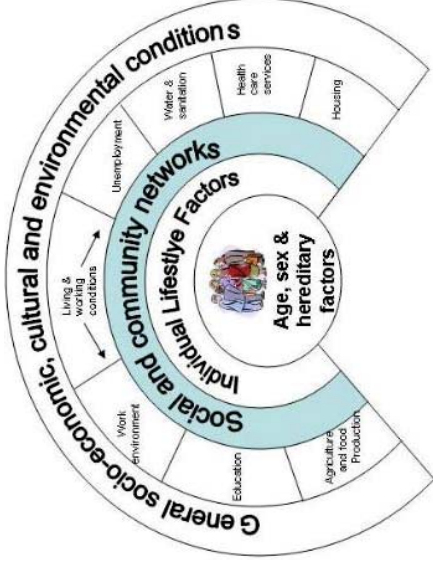 General socio-economic, cultural and environmental conditions
Living &
working
conditions
Agriculture
and food
Production
Education
Work
environment
Unemployment
Water &
sanitation
Health
care
services
Housing
Social and community networks
Individual Lifestlye Factors
Age, sex &
hereditary
factors